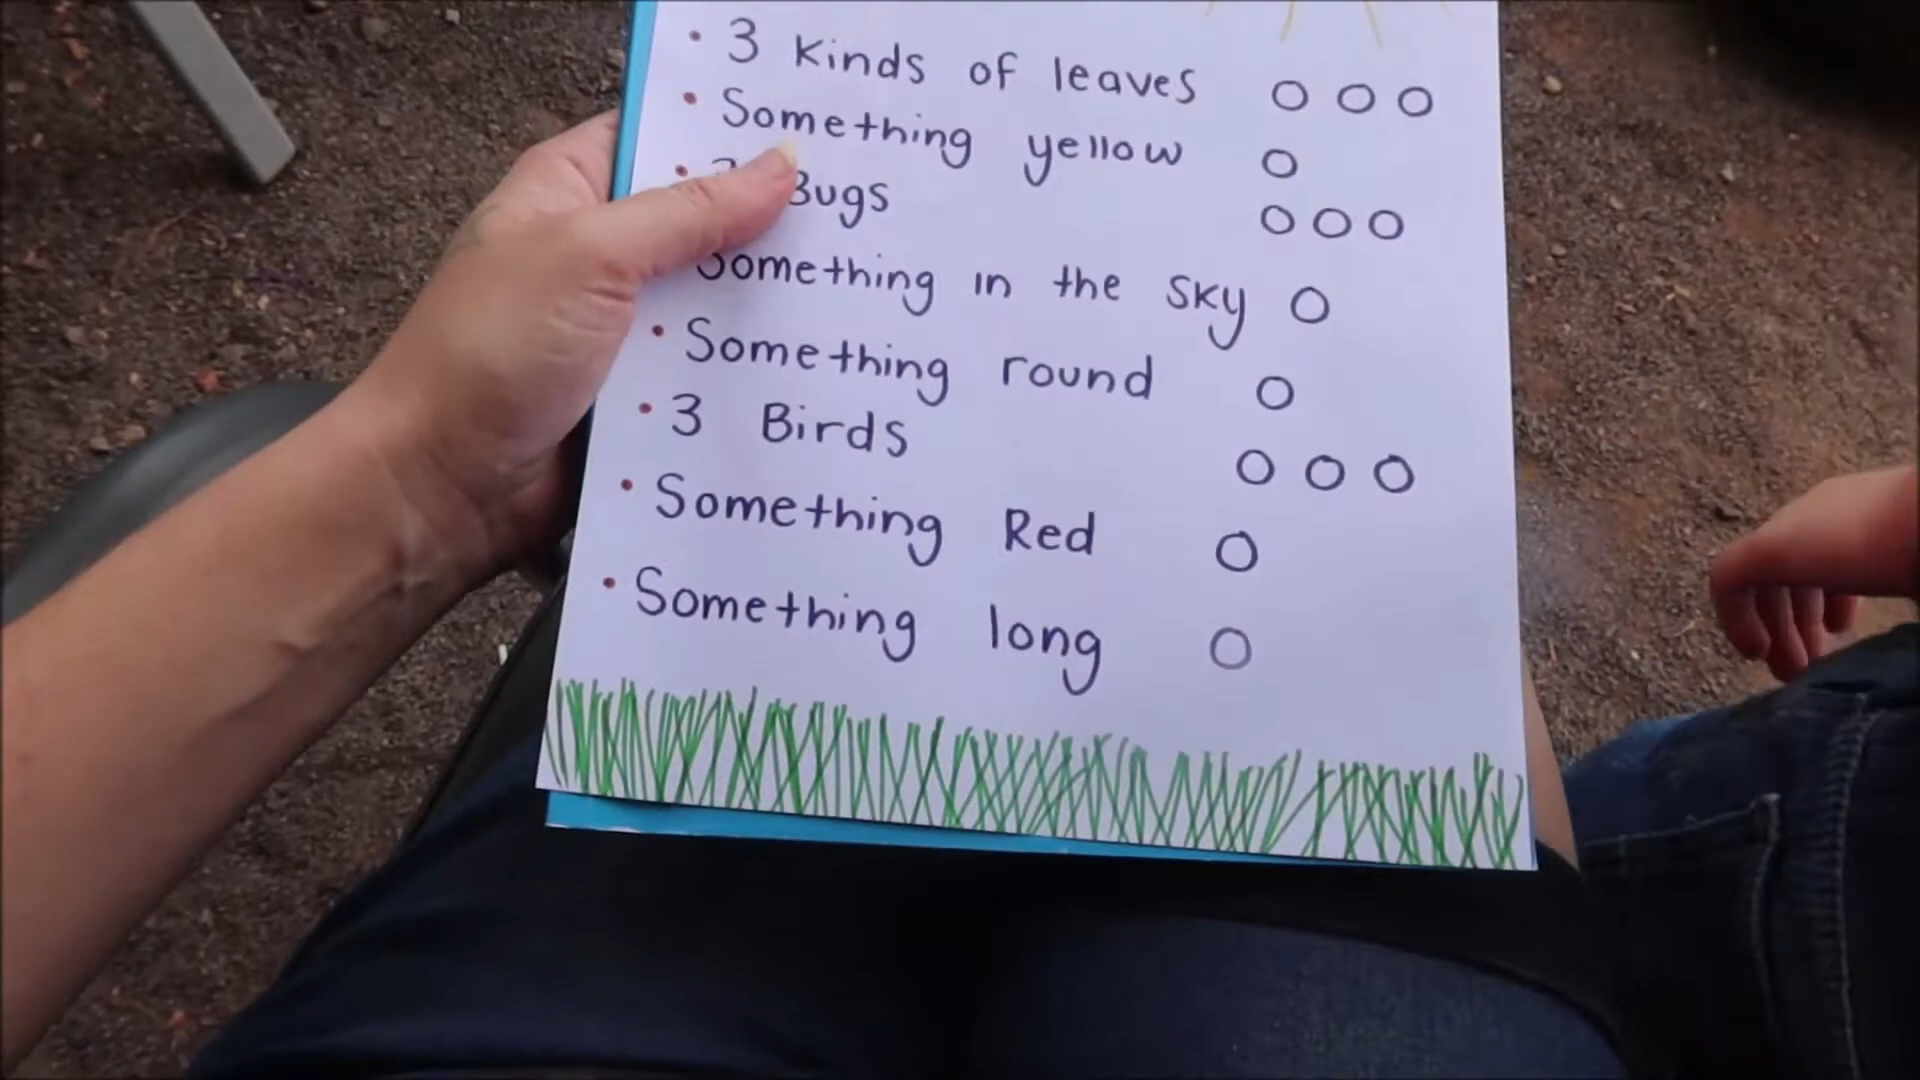 • 3 Kinds of leaves O O O
• Something yellow O
• Bugs O O O
Something in the sky O
• Something round O
• 3 Birds O O O
• Something Red O
• Something long O